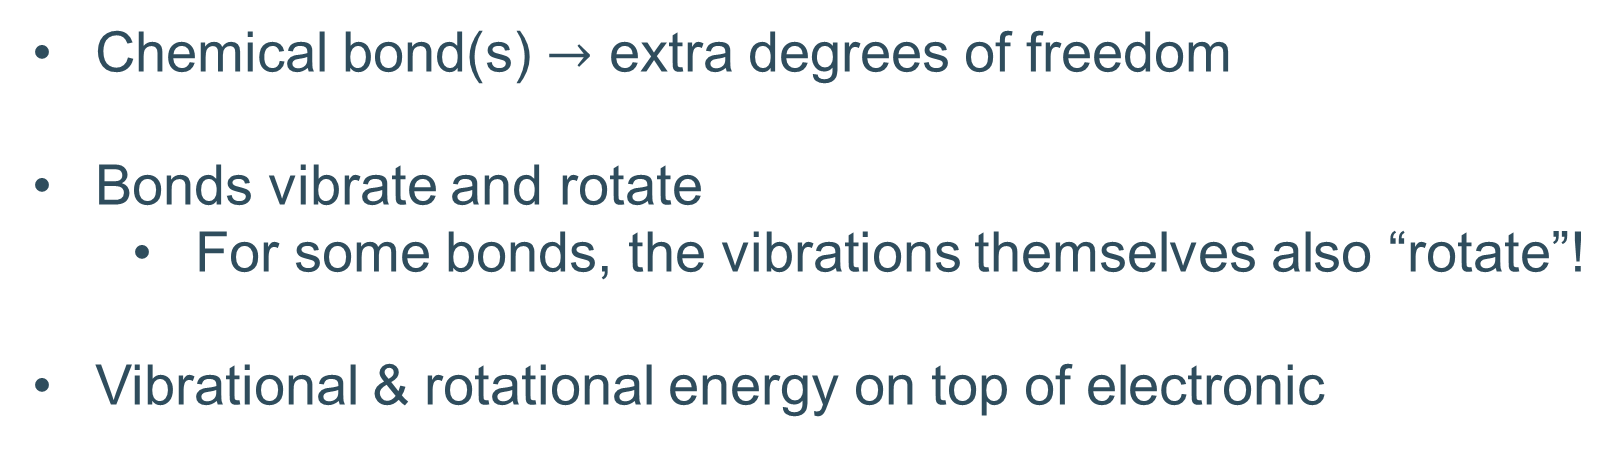 • Chemical bond(s) → extra degrees of freedom
• Bonds vibrate and rotate
• For some bonds, the vibrations themselves also “rotate”!
• Vibrational & rotational energy on top of electronic